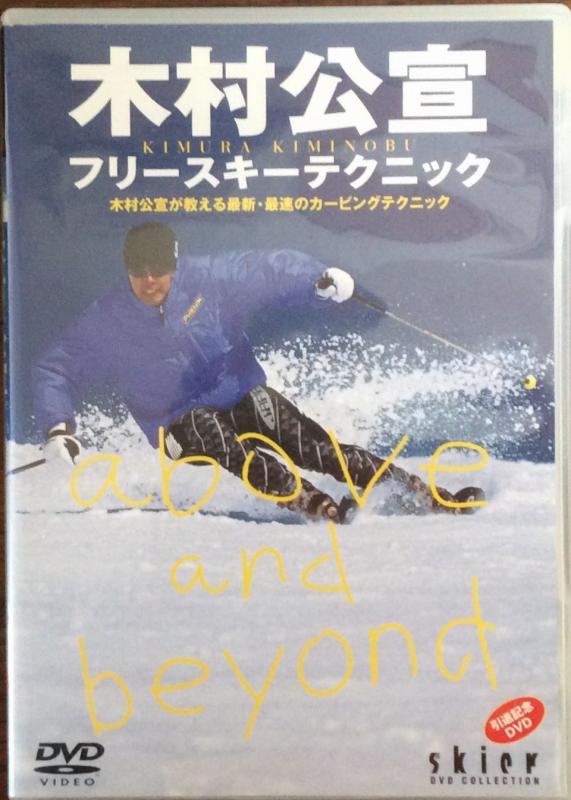 木村公宣
KIMURA KIMINOBU
フリースキーテクニック
木村公宣が教える最新・最速のカービングテクニック
above
and
beyond
引退記念
DVD
DVD
VIDEO
skier
DVD COLLECTION